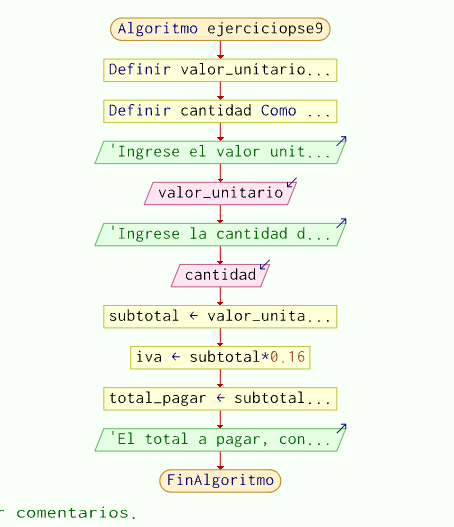 Algoritmo ejerciciopse9
Definir valor_unitario...
Definir cantidad Como ...
'Ingrese el valor unit...
valor_unitario
'Ingrese la cantidad d...
cantidad
subtotal ← valor_unita...
iva ← subtotal*0.16
total_pagar ← subtotal...
'El total a pagar, con...
FinAlgoritmo
r comentarios.